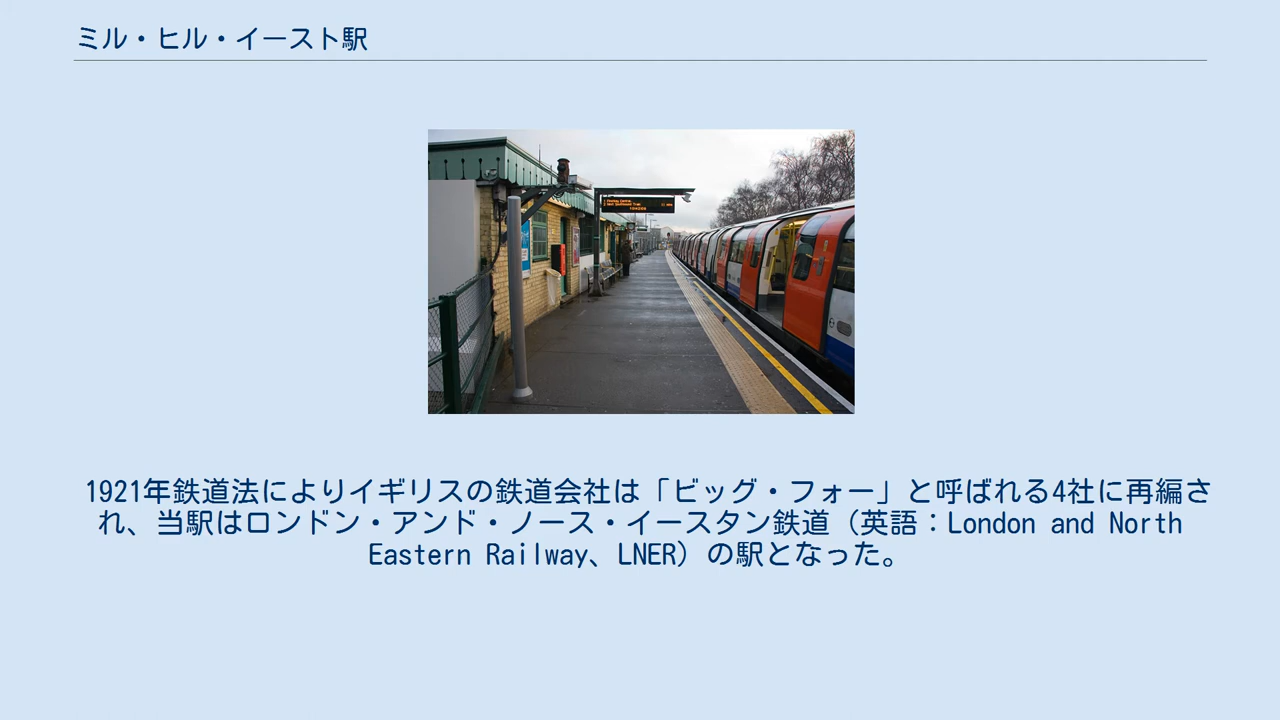 ミル・ヒル・イースト駅
1921年鉄道法によりイギリスの鉄道会社は「ビッグ・フォー」と呼ばれる4社に再編さ
れ、当駅はロンドン・アンド・ノース・イースタン鉄道（英語：London and North
Eastern Railway、LNER）の駅となった。